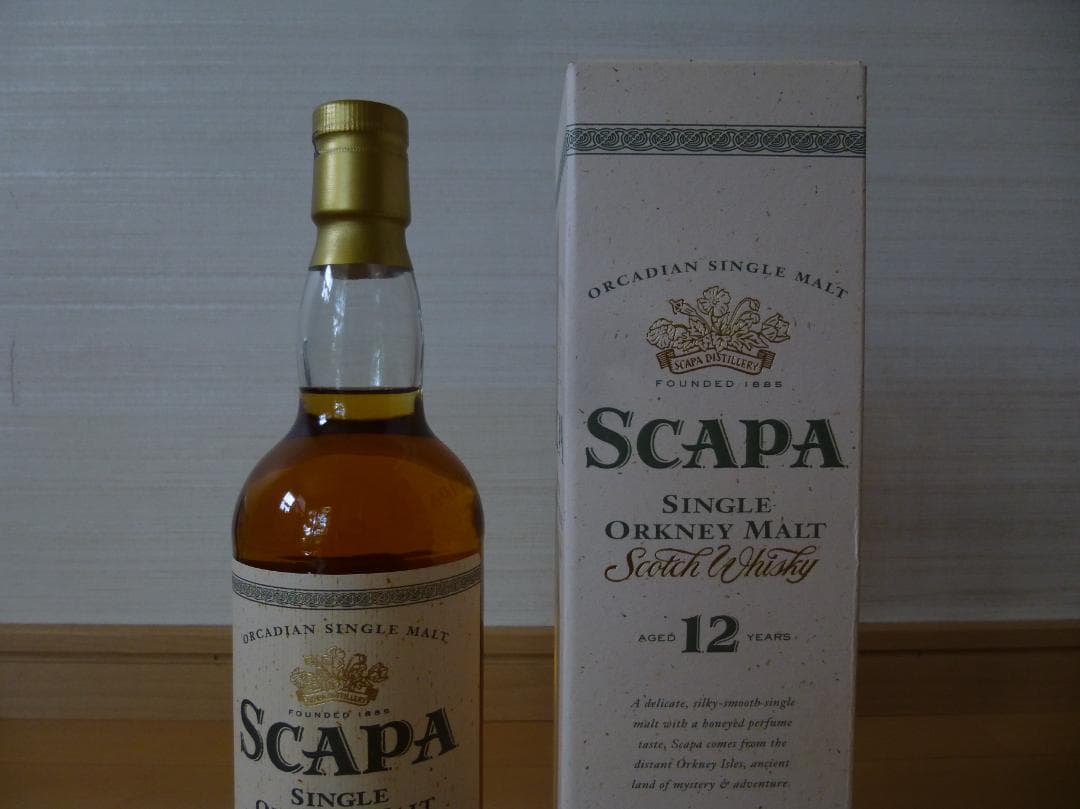 ORCADIAN SINGLE MALT
SCAPA DISTILLERY
FOUNDED 1885
SCAPA
SINGLE
ORKNEY MALT
Scotch Whisky
AGED 12 YEARS
A delicate, silky-smooth single
malt with a honeyed perfume
taste, Scapa comes from the
distant Orkney Isles, ancient
land of mystery & adventure.
ORCADIAN SINGLE MALT
FOUNDED 1885
SCAPA
SINGLE